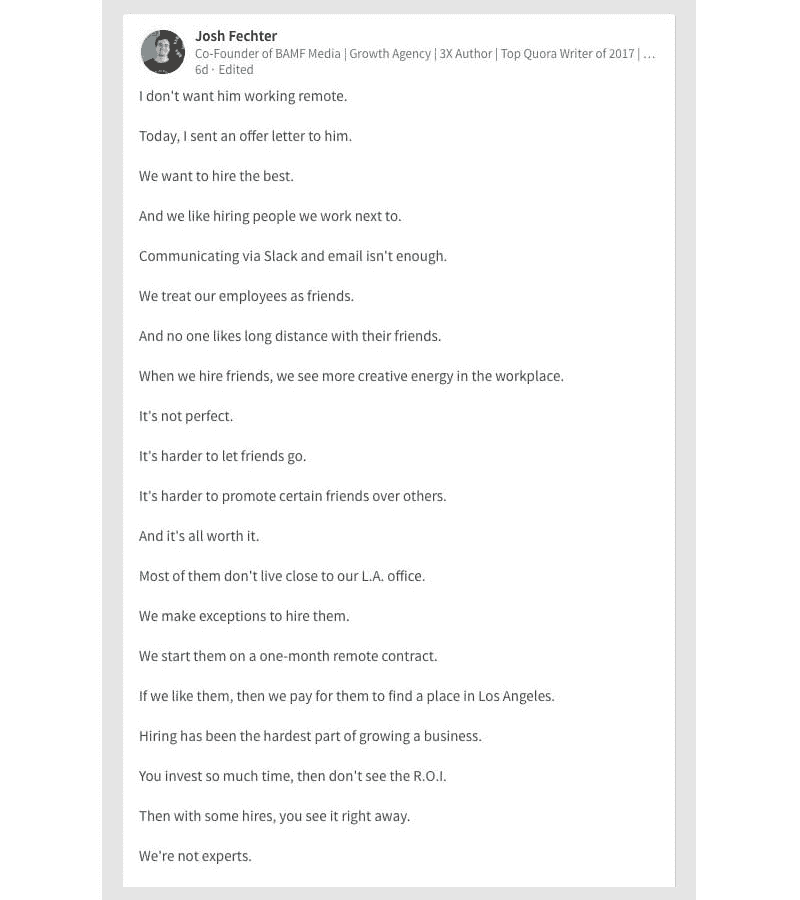 Josh Fechter
Co-Founder of BAMF Media | Growth Agency | 3X Author | Top Quora Writer of 2017 | …
6d · Edited
I don't want him working remote.
Today, I sent an offer letter to him.
We want to hire the best.
And we like hiring people we work next to.
Communicating via Slack and email isn't enough.
We treat our employees as friends.
And no one likes long distance with their friends.
When we hire friends, we see more creative energy in the workplace.
It's not perfect.
It's harder to let friends go.
It's harder to promote certain friends over others.
And it's all worth it.
Most of them don't live close to our L.A. office.
We make exceptions to hire them.
We start them on a one-month remote contract.
If we like them, then we pay for them to find a place in Los Angeles.
Hiring has been the hardest part of growing a business.
You invest so much time, then don't see the R.O.I.
Then with some hires, you see it right away.
We're not experts.